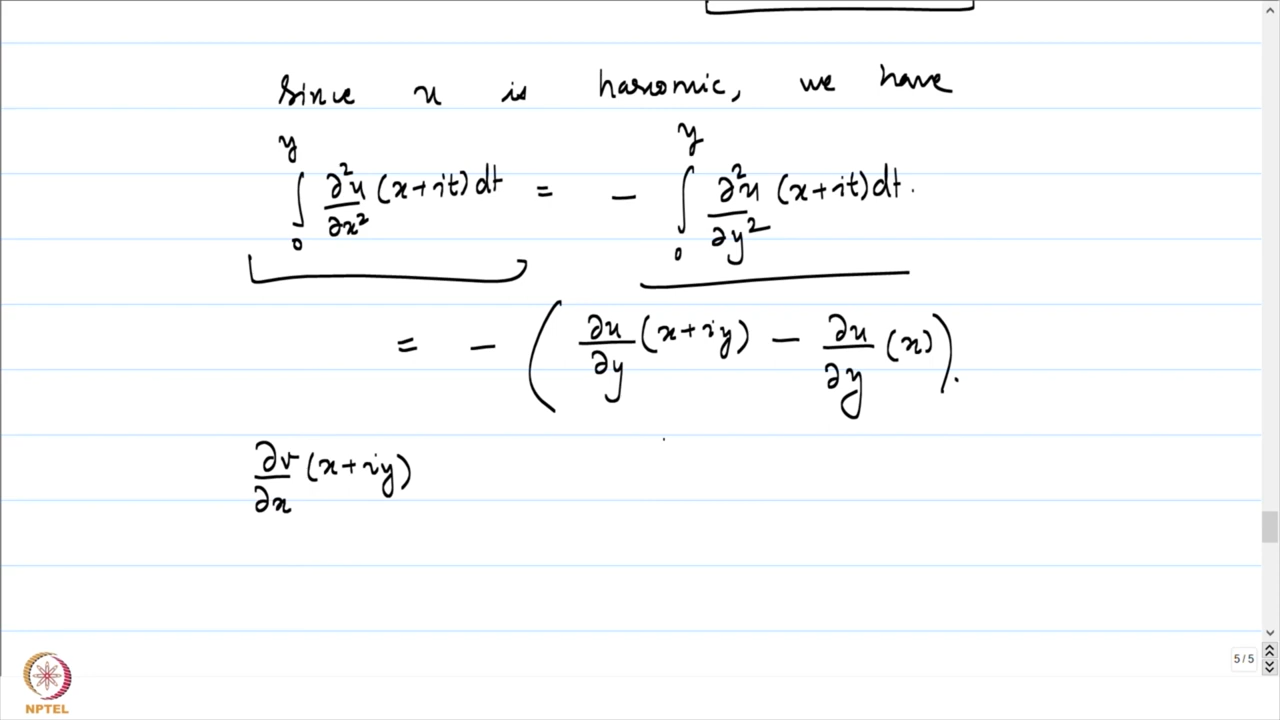 Since u is harmonic, we have
∫₀ʸ ∂²u/∂x² (x+it)dt = - ∫₀ʸ ∂²u/∂y² (x+it)dt.
= - ( ∂u/∂y (x+iy) - ∂u/∂y (x) ).
∂v/∂x (x+iy)
5/5
NPTEL